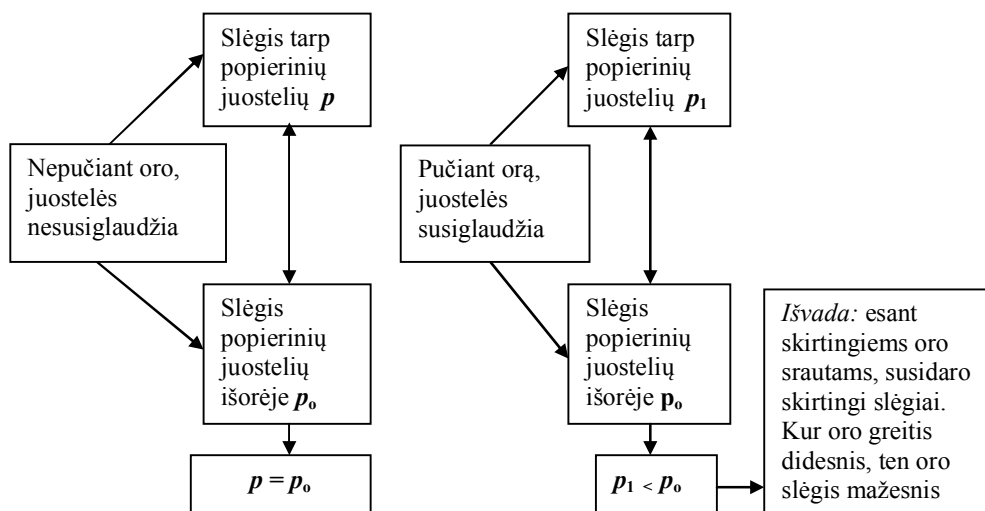 Slėgis tarp
popierinių
juostelių p
Nepučiant oro,
juostelės
nesusiglaudžia
Slėgis
popierinių
juostelių
išorėje po
p = po
Slėgis tarp
popierinių
juostelių p1
Pučiant orą,
juostelės
susiglaudžia
Slėgis
popierinių
juostelių
išorėje po
p1 < po
Išvada: esant
skirtingiems oro
srautams, susidaro
skirtingi slėgiai.
Kur oro greitis
didesnis, ten oro
slėgis mažesnis